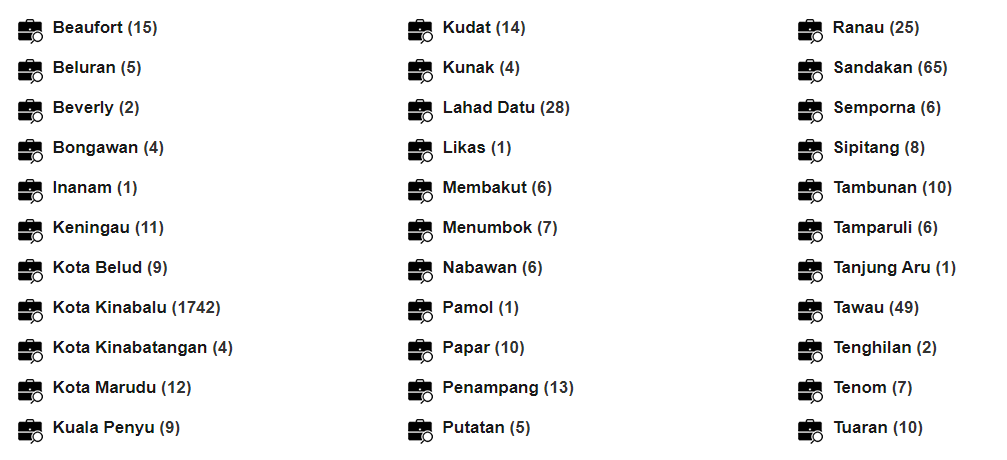 Beaufort (15)
Beluran (5)
Beverly (2)
Bongawan (4)
Inanam (1)
Keningau (11)
Kota Belud (9)
Kota Kinabalu (1742)
Kota Kinabatangan (4)
Kota Marudu (12)
Kuala Penyu (9)
Kudat (14)
Kunak (4)
Lahad Datu (28)
Likas (1)
Membakut (6)
Menumbok (7)
Nabawan (6)
Pamol (1)
Papar (10)
Penampang (13)
Putatan (5)
Ranau (25)
Sandakan (65)
Semporna (6)
Sipitang (8)
Tambunan (10)
Tamparuli (6)
Tanjung Aru (1)
Tawau (49)
Tenghilan (2)
Tenom (7)
Tuaran (10)